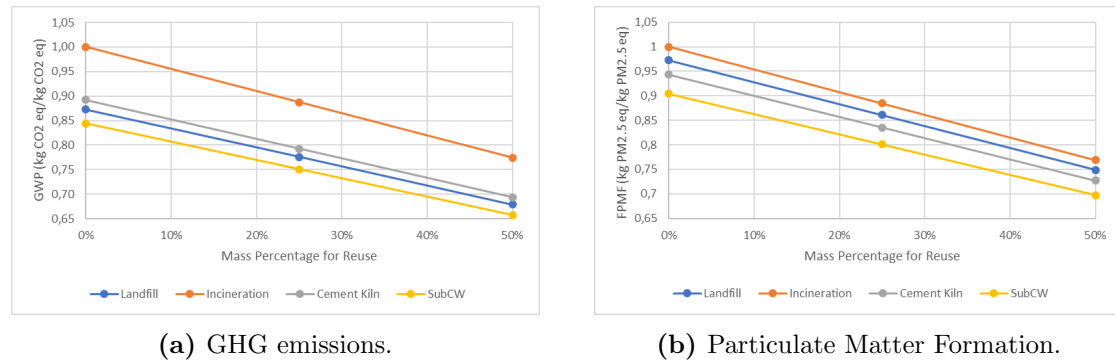 1,05
1,00
0,95
0,90
0,85
0,80
0,75
0,70
0,65
GWP (kg CO2 eq/kg CO2 eq)
0% 10% 20% 30% 40% 50%
Mass Percentage for Reuse
Landfill Incineration Cement Kiln SubCW
(a) GHG emissions.
1,05
1
0,95
0,9
0,85
0,8
0,75
0,7
0,65
FPMF (kg PM2.5 eq/kg PM2.5 eq)
0% 10% 20% 30% 40% 50%
Mass Percentage for Reuse
Landfill Incineration Cement Kiln SubCW
(b) Particulate Matter Formation.